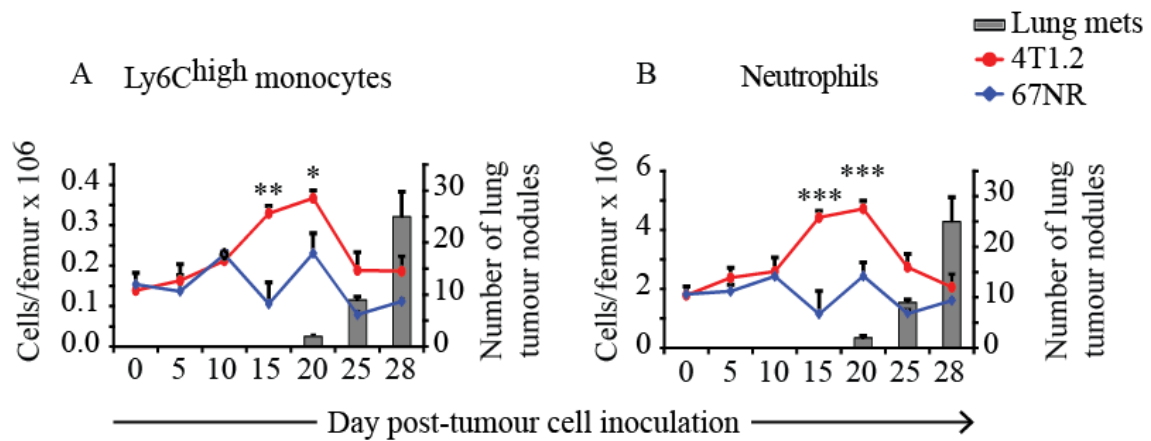 Lung mets
4T1.2
67NR
A Ly6Chigh monocytes
B Neutrophils
Cells/femur x 10⁶
0.4
0.3
0.2
0.1
0.0
** *
30
20
10
0
Number of lung
tumour nodules
0 5 10 15 20 25 28
Cells/femur x 10⁶
6
4
2
0
*** ***
30
20
10
0
Number of lung
tumour nodules
0 5 10 15 20 25 28
Day post-tumour cell inoculation